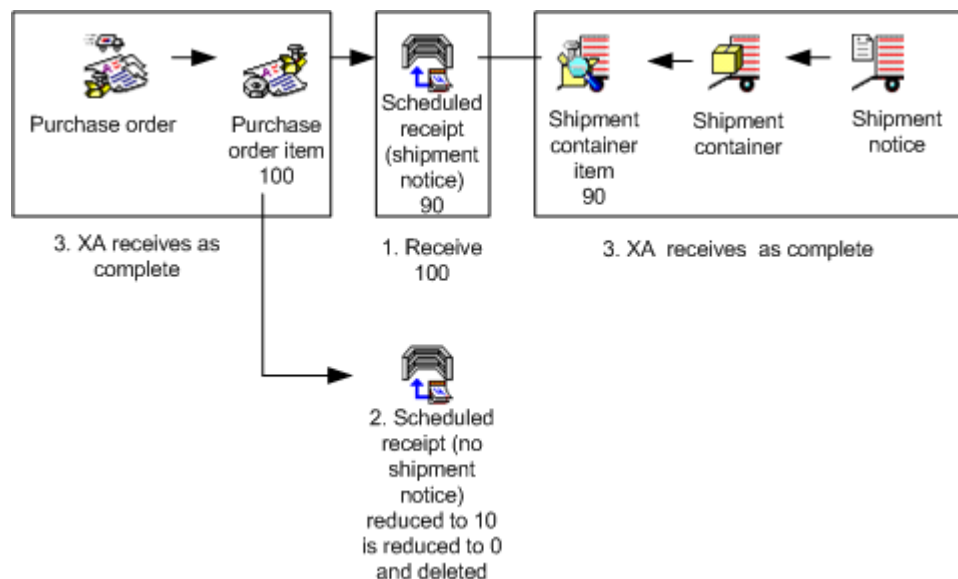 Purchase order
Purchase
order item
100
Scheduled
receipt
(shipment
notice)
90
Shipment
container
item
90
Shipment
container
Shipment
notice
3. XA receives as
complete
1. Receive
100
3. XA  receives  as complete
2. Scheduled
receipt (no
shipment
notice)
reduced to 10
is reduced to 0
and deleted